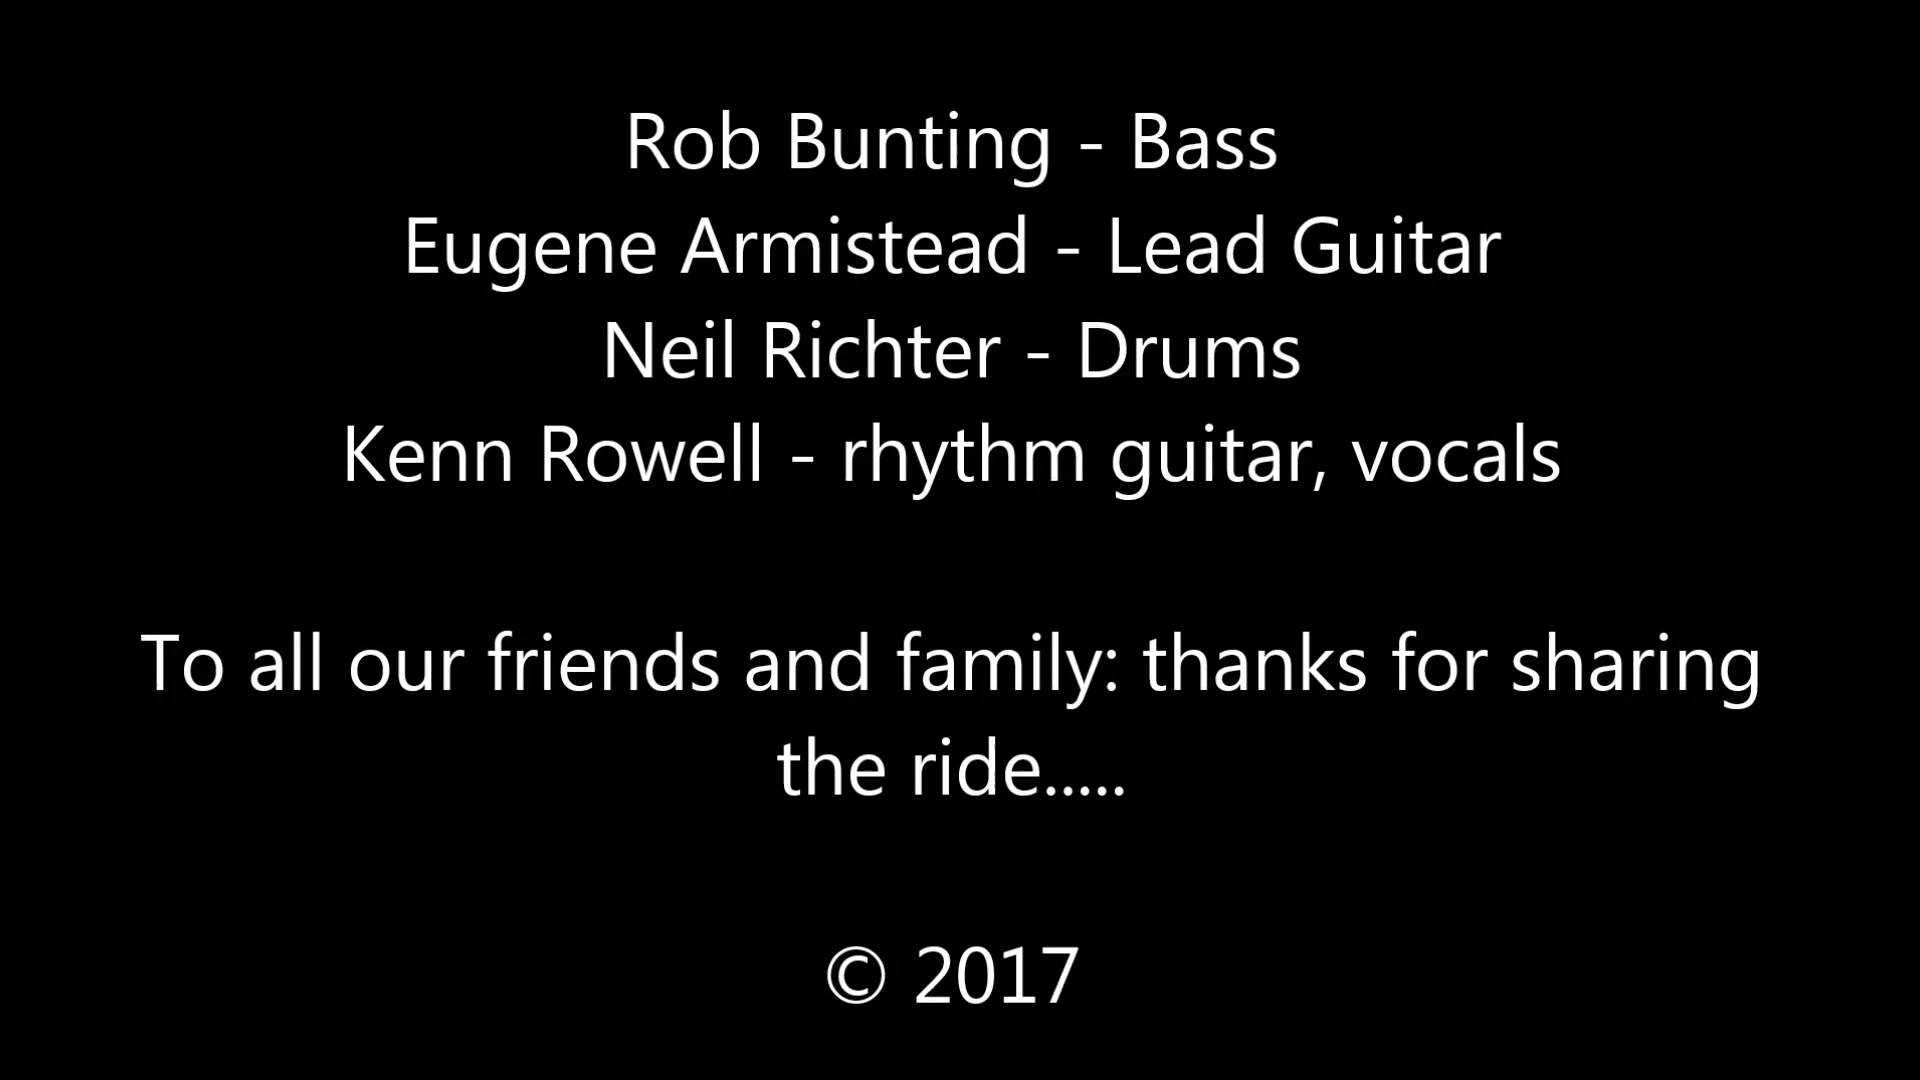 Rob Bunting - Bass
Eugene Armistead - Lead Guitar
Neil Richter - Drums
Kenn Rowell - rhythm guitar, vocals
To all our friends and family: thanks for sharing
the ride.....
© 2017